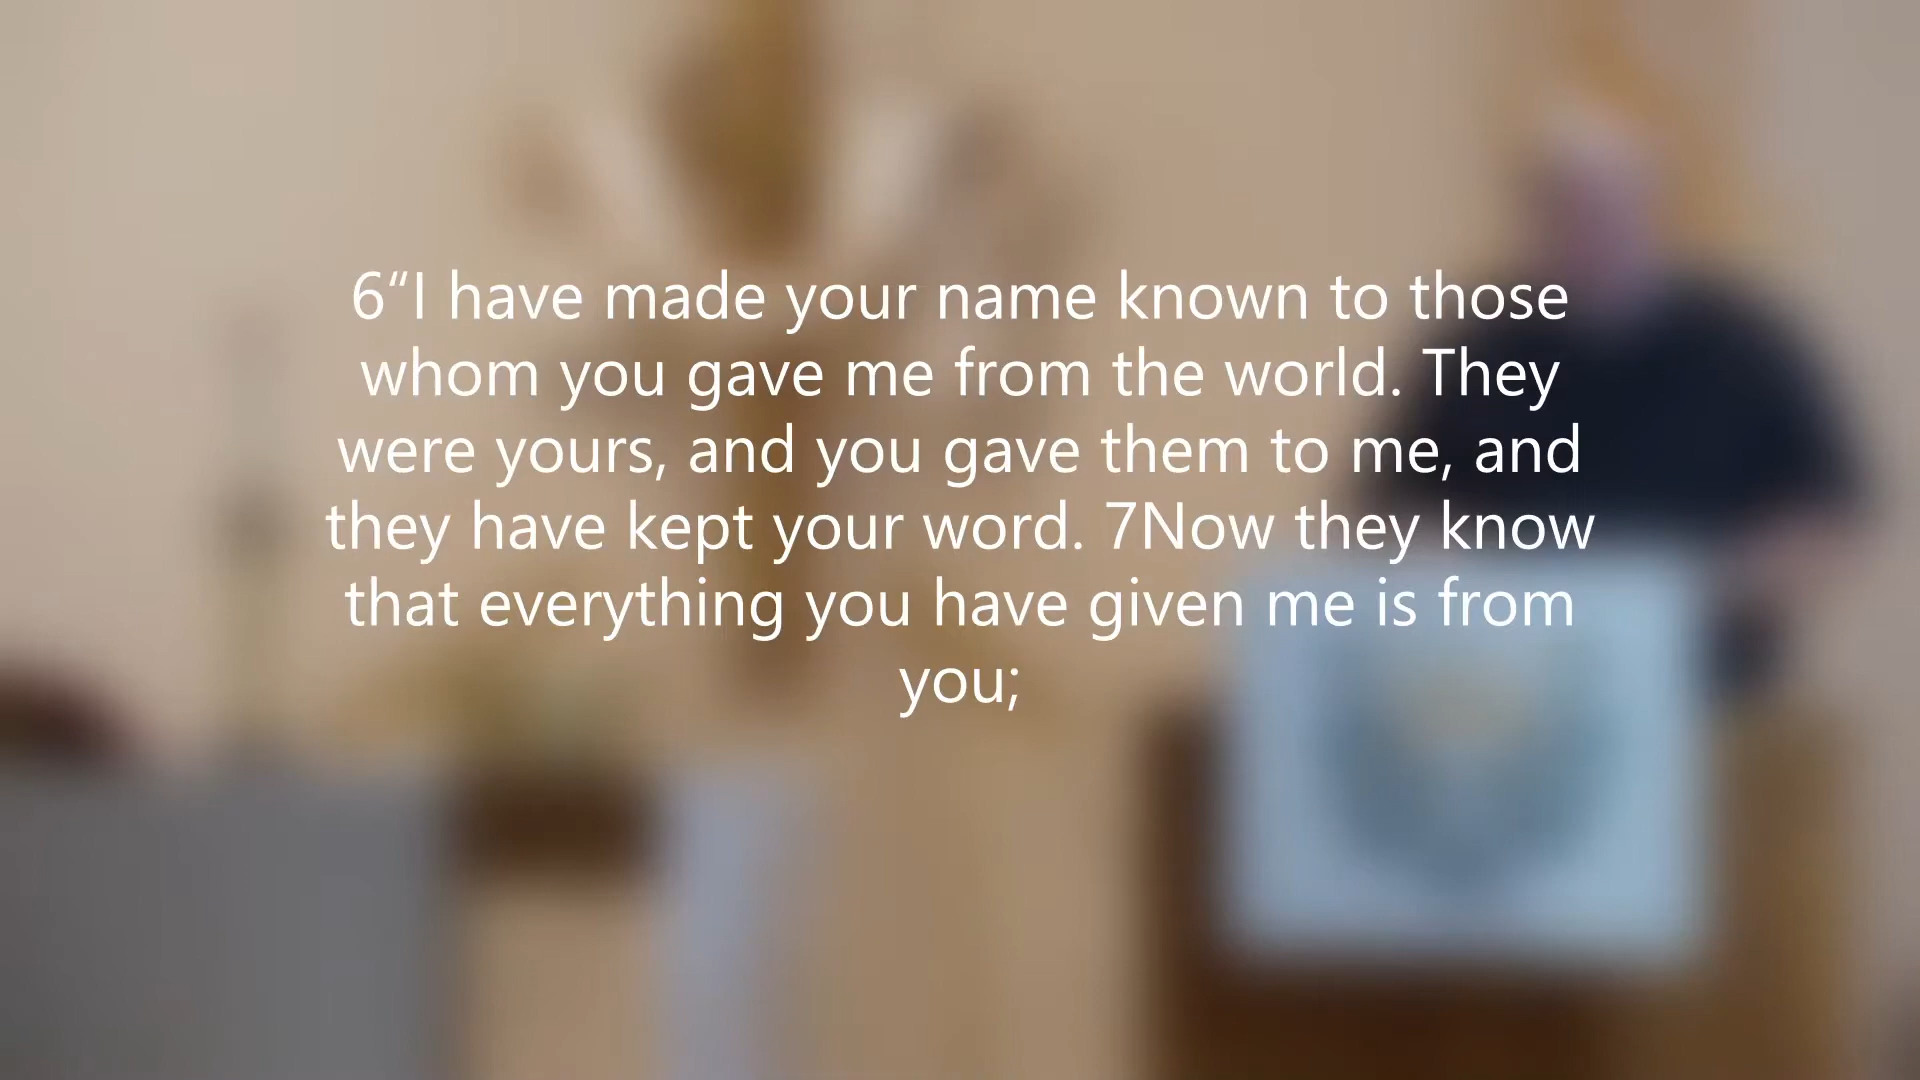 6“I have made your name known to those
whom you gave me from the world. They
were yours, and you gave them to me, and
they have kept your word. 7Now they know
that everything you have given me is from
you;